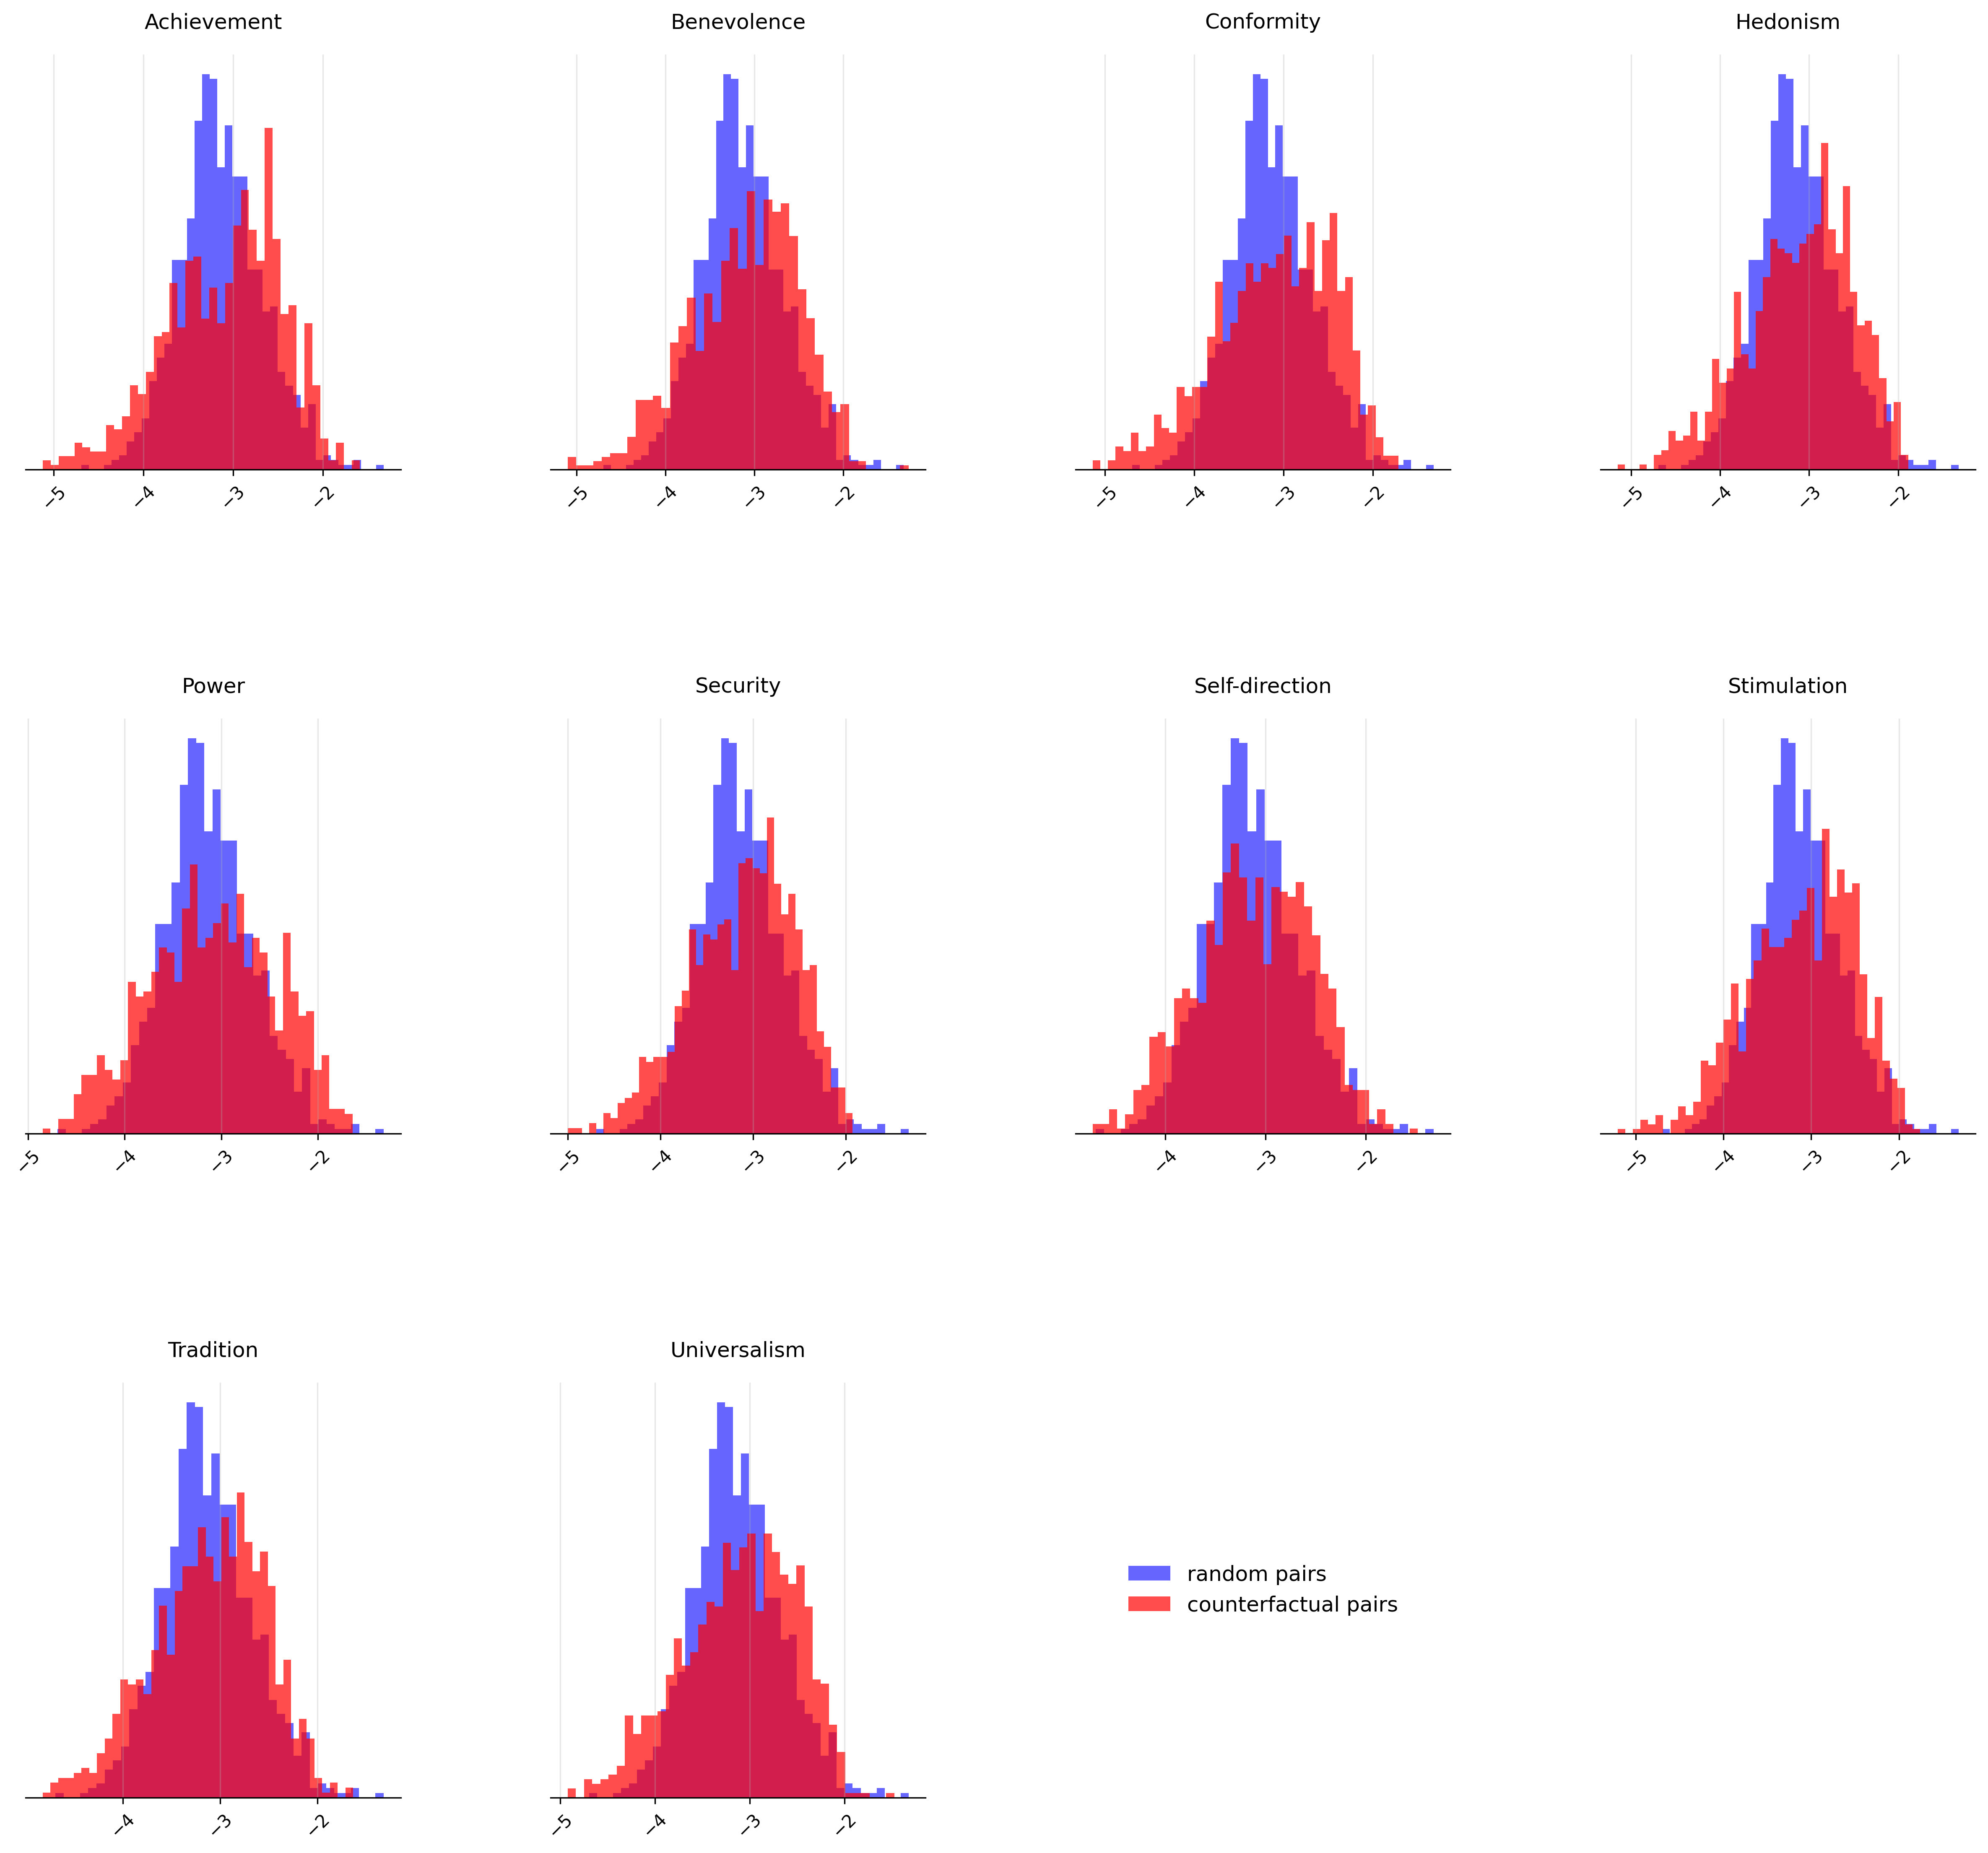 Achievement
Benevolence
Conformity
Hedonism
−5 −4 −3 −2
−5 −4 −3 −2
−5 −4 −3 −2
−5 −4 −3 −2
Power
Security
Self-direction
Stimulation
−5 −4 −3 −2
−5 −4 −3 −2
−4 −3 −2
−5 −4 −3 −2
Tradition
Universalism
random pairs
counterfactual pairs
−4 −3 −2
−5 −4 −3 −2